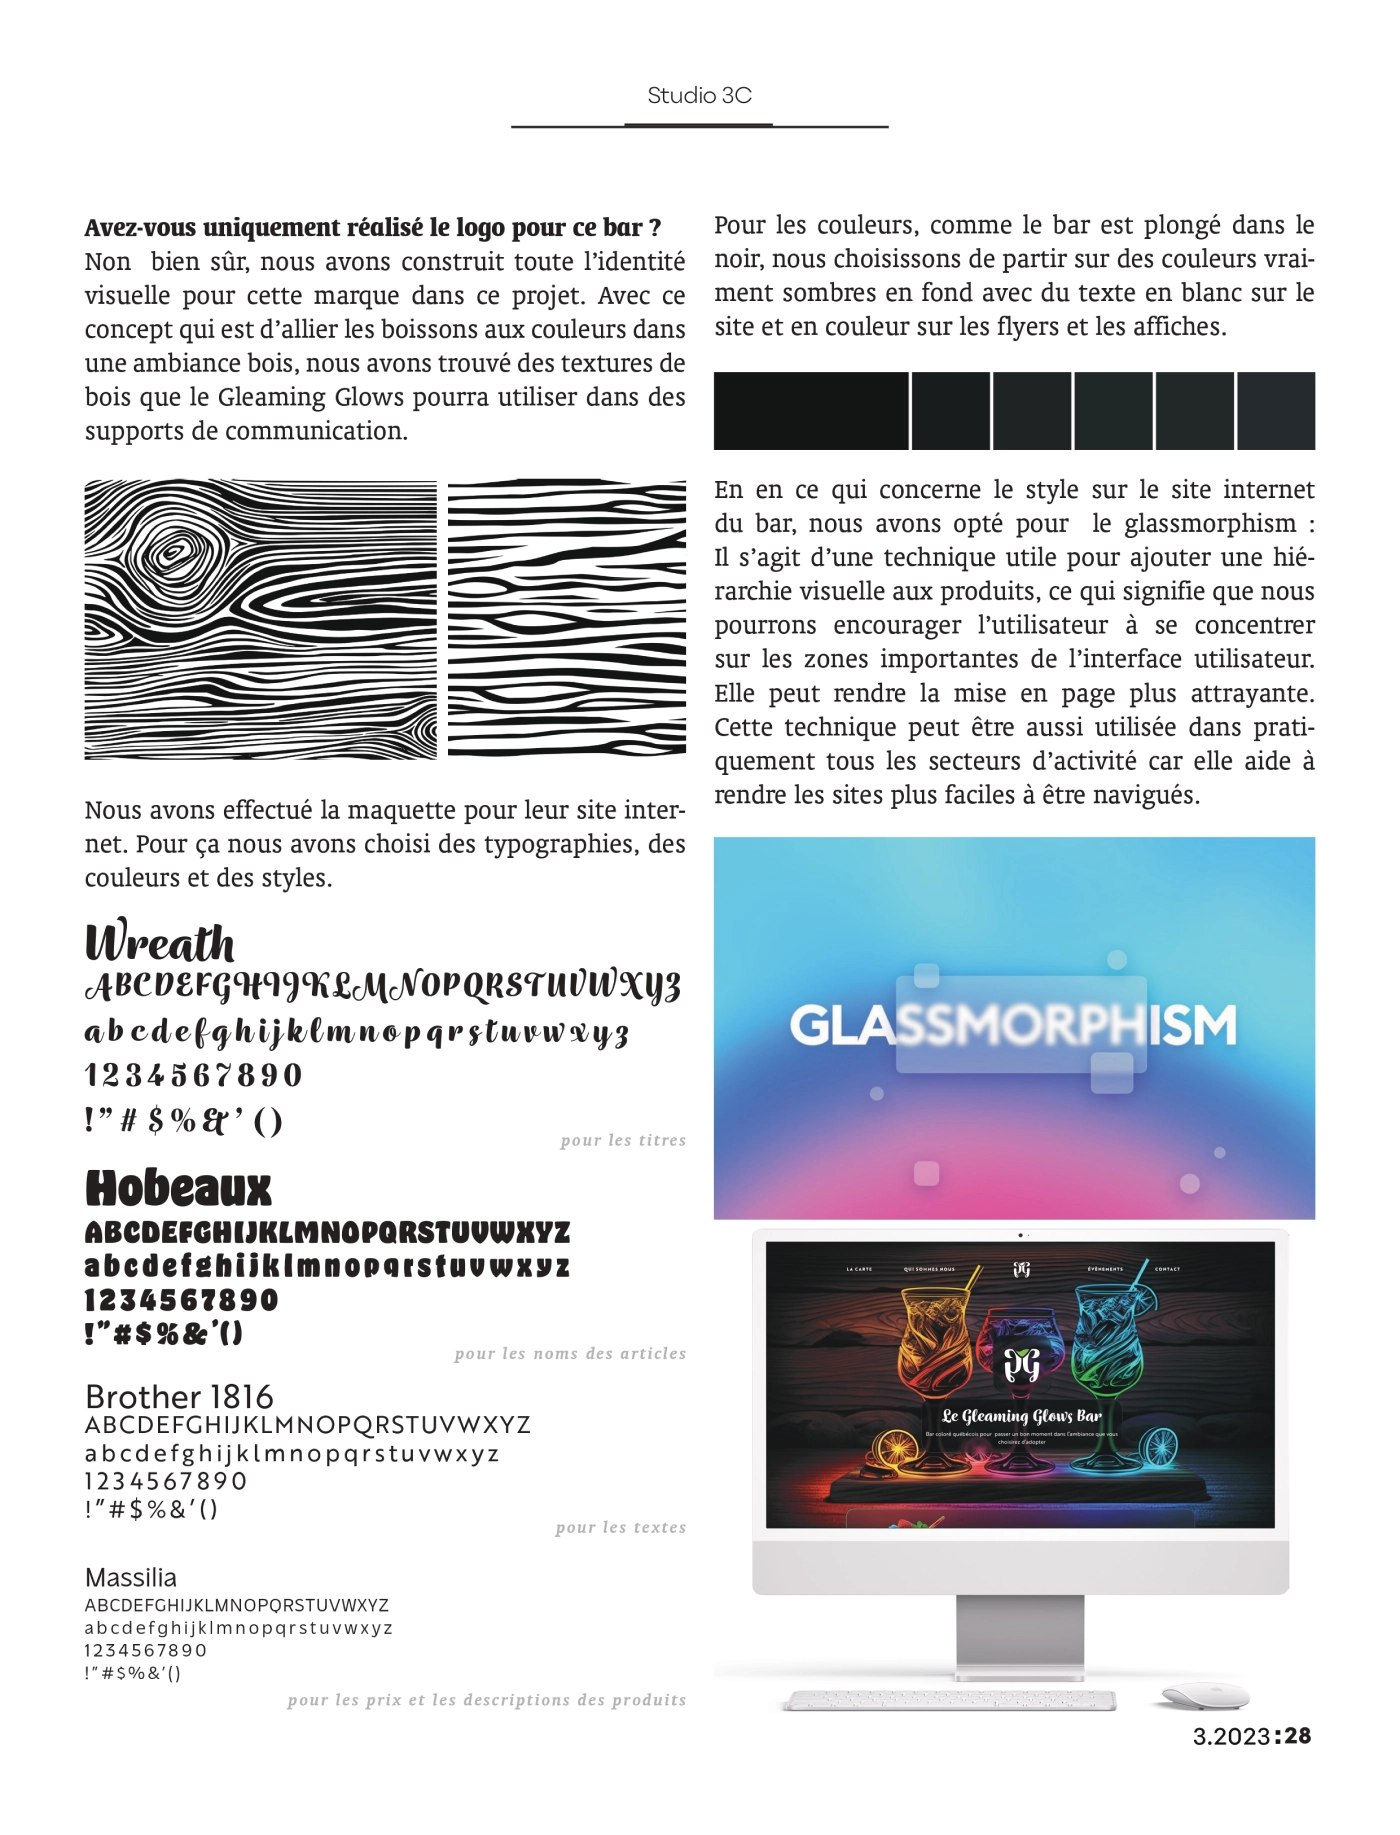 Studio 3C
Avez-vous uniquement réalisé le logo pour ce bar ?
Non bien sûr, nous avons construit toute l’identité
visuelle pour cette marque dans ce projet. Avec ce
concept qui est d’allier les boissons aux couleurs dans
une ambiance bois, nous avons trouvé des textures de
bois que le Gleaming Glows pourra utiliser dans des
supports de communication.
Nous avons effectué la maquette pour leur site inter-
net. Pour ça nous avons choisi des typographies, des
couleurs et des styles.
Wreath
ABCDEFGHIJKLMNOPQRSTUVWXYZ
abcdefghijklmnopqrstuvwxyz
1234567890
!”#$%&’()
pour les titres
Hobeaux
ABCDEFGHIJKLMNOPQRSTUVWXYZ
abcdefghijklmnopqrstuvwxyz
1234567890
!”#$%&’()
pour les noms des articles
Brother 1816
ABCDEFGHIJKLMNOPQRSTUVWXYZ
abcdefghijklmnopqrstuvwxyz
1234567890
!”#$%&’()
pour les textes
Massilia
ABCDEFGHIJKLMNOPQRSTUVWXYZ
abcdefghijklmnopqrstuvwxyz
1234567890
!”#$%&’()
pour les prix et les descriptions des produits
Pour les couleurs, comme le bar est plongé dans le
noir, nous choisissons de partir sur des couleurs vrai-
ment sombres en fond avec du texte en blanc sur le
site et en couleur sur les flyers et les affiches.
En en ce qui concerne le style sur le site internet
du bar, nous avons opté pour le glassmorphism :
Il s’agit d’une technique utile pour ajouter une hié-
rarchie visuelle aux produits, ce qui signifie que nous
pourrons encourager l’utilisateur à se concentrer
sur les zones importantes de l’interface utilisateur.
Elle peut rendre la mise en page plus attrayante.
Cette technique peut être aussi utilisée dans prati-
quement tous les secteurs d’activité car elle aide à
rendre les sites plus faciles à être navigués.
GLASSMORPHISM
LA CARTE QUI SOMMES NOUS GG ÉVÉNEMENTS CONTACT
GG
Le Gleaming Glows Bar
Bar coloré québécois pour passer un bon moment dans l’ambiance que vous
choisirez d’adopter
3.2023:28